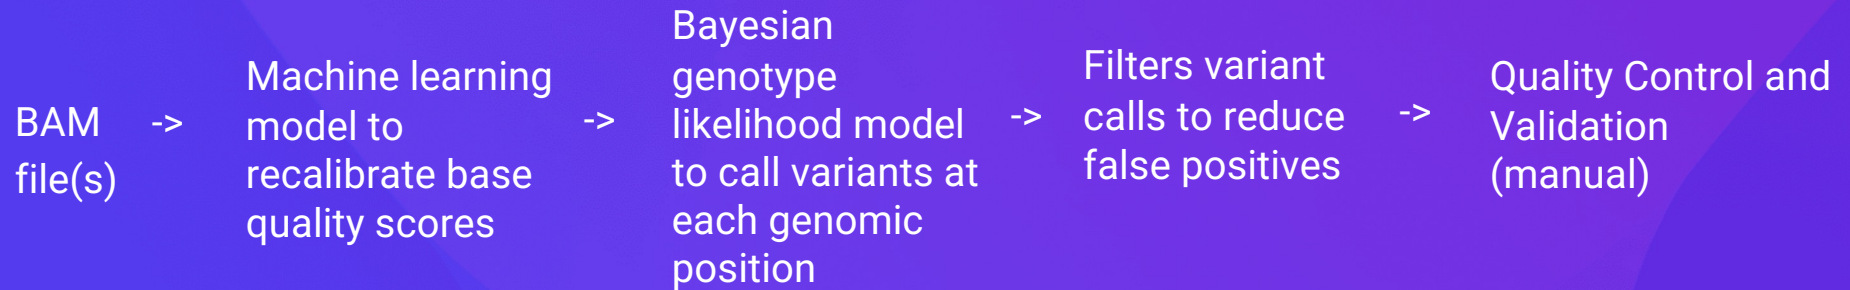 BAM
file(s)
->
Machine learning
model to
recalibrate base
quality scores
->
Bayesian
genotype
likelihood model
to call variants at
each genomic
position
->
Filters variant
calls to reduce
false positives
->
Quality Control and
Validation
(manual)